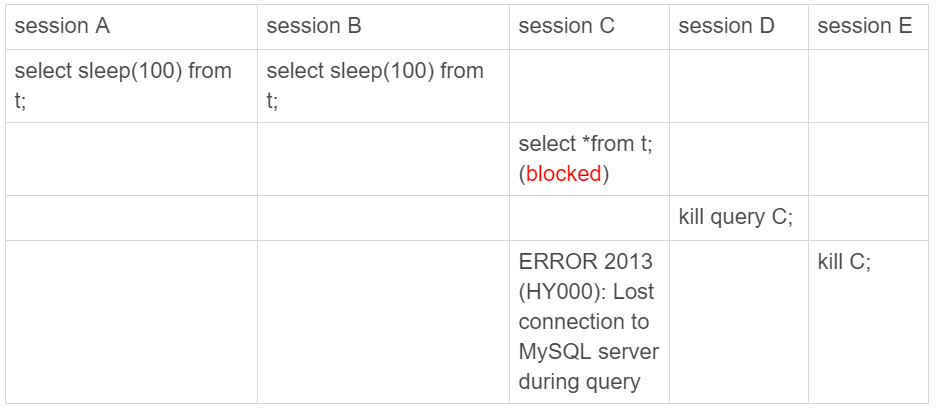 session A
session B
session C
session D
session E
select sleep(100) from
t;
select sleep(100) from
t;
select *from t;
(blocked)
kill query C;
ERROR 2013
(HY000): Lost
connection to
MySQL server
during query
kill C;